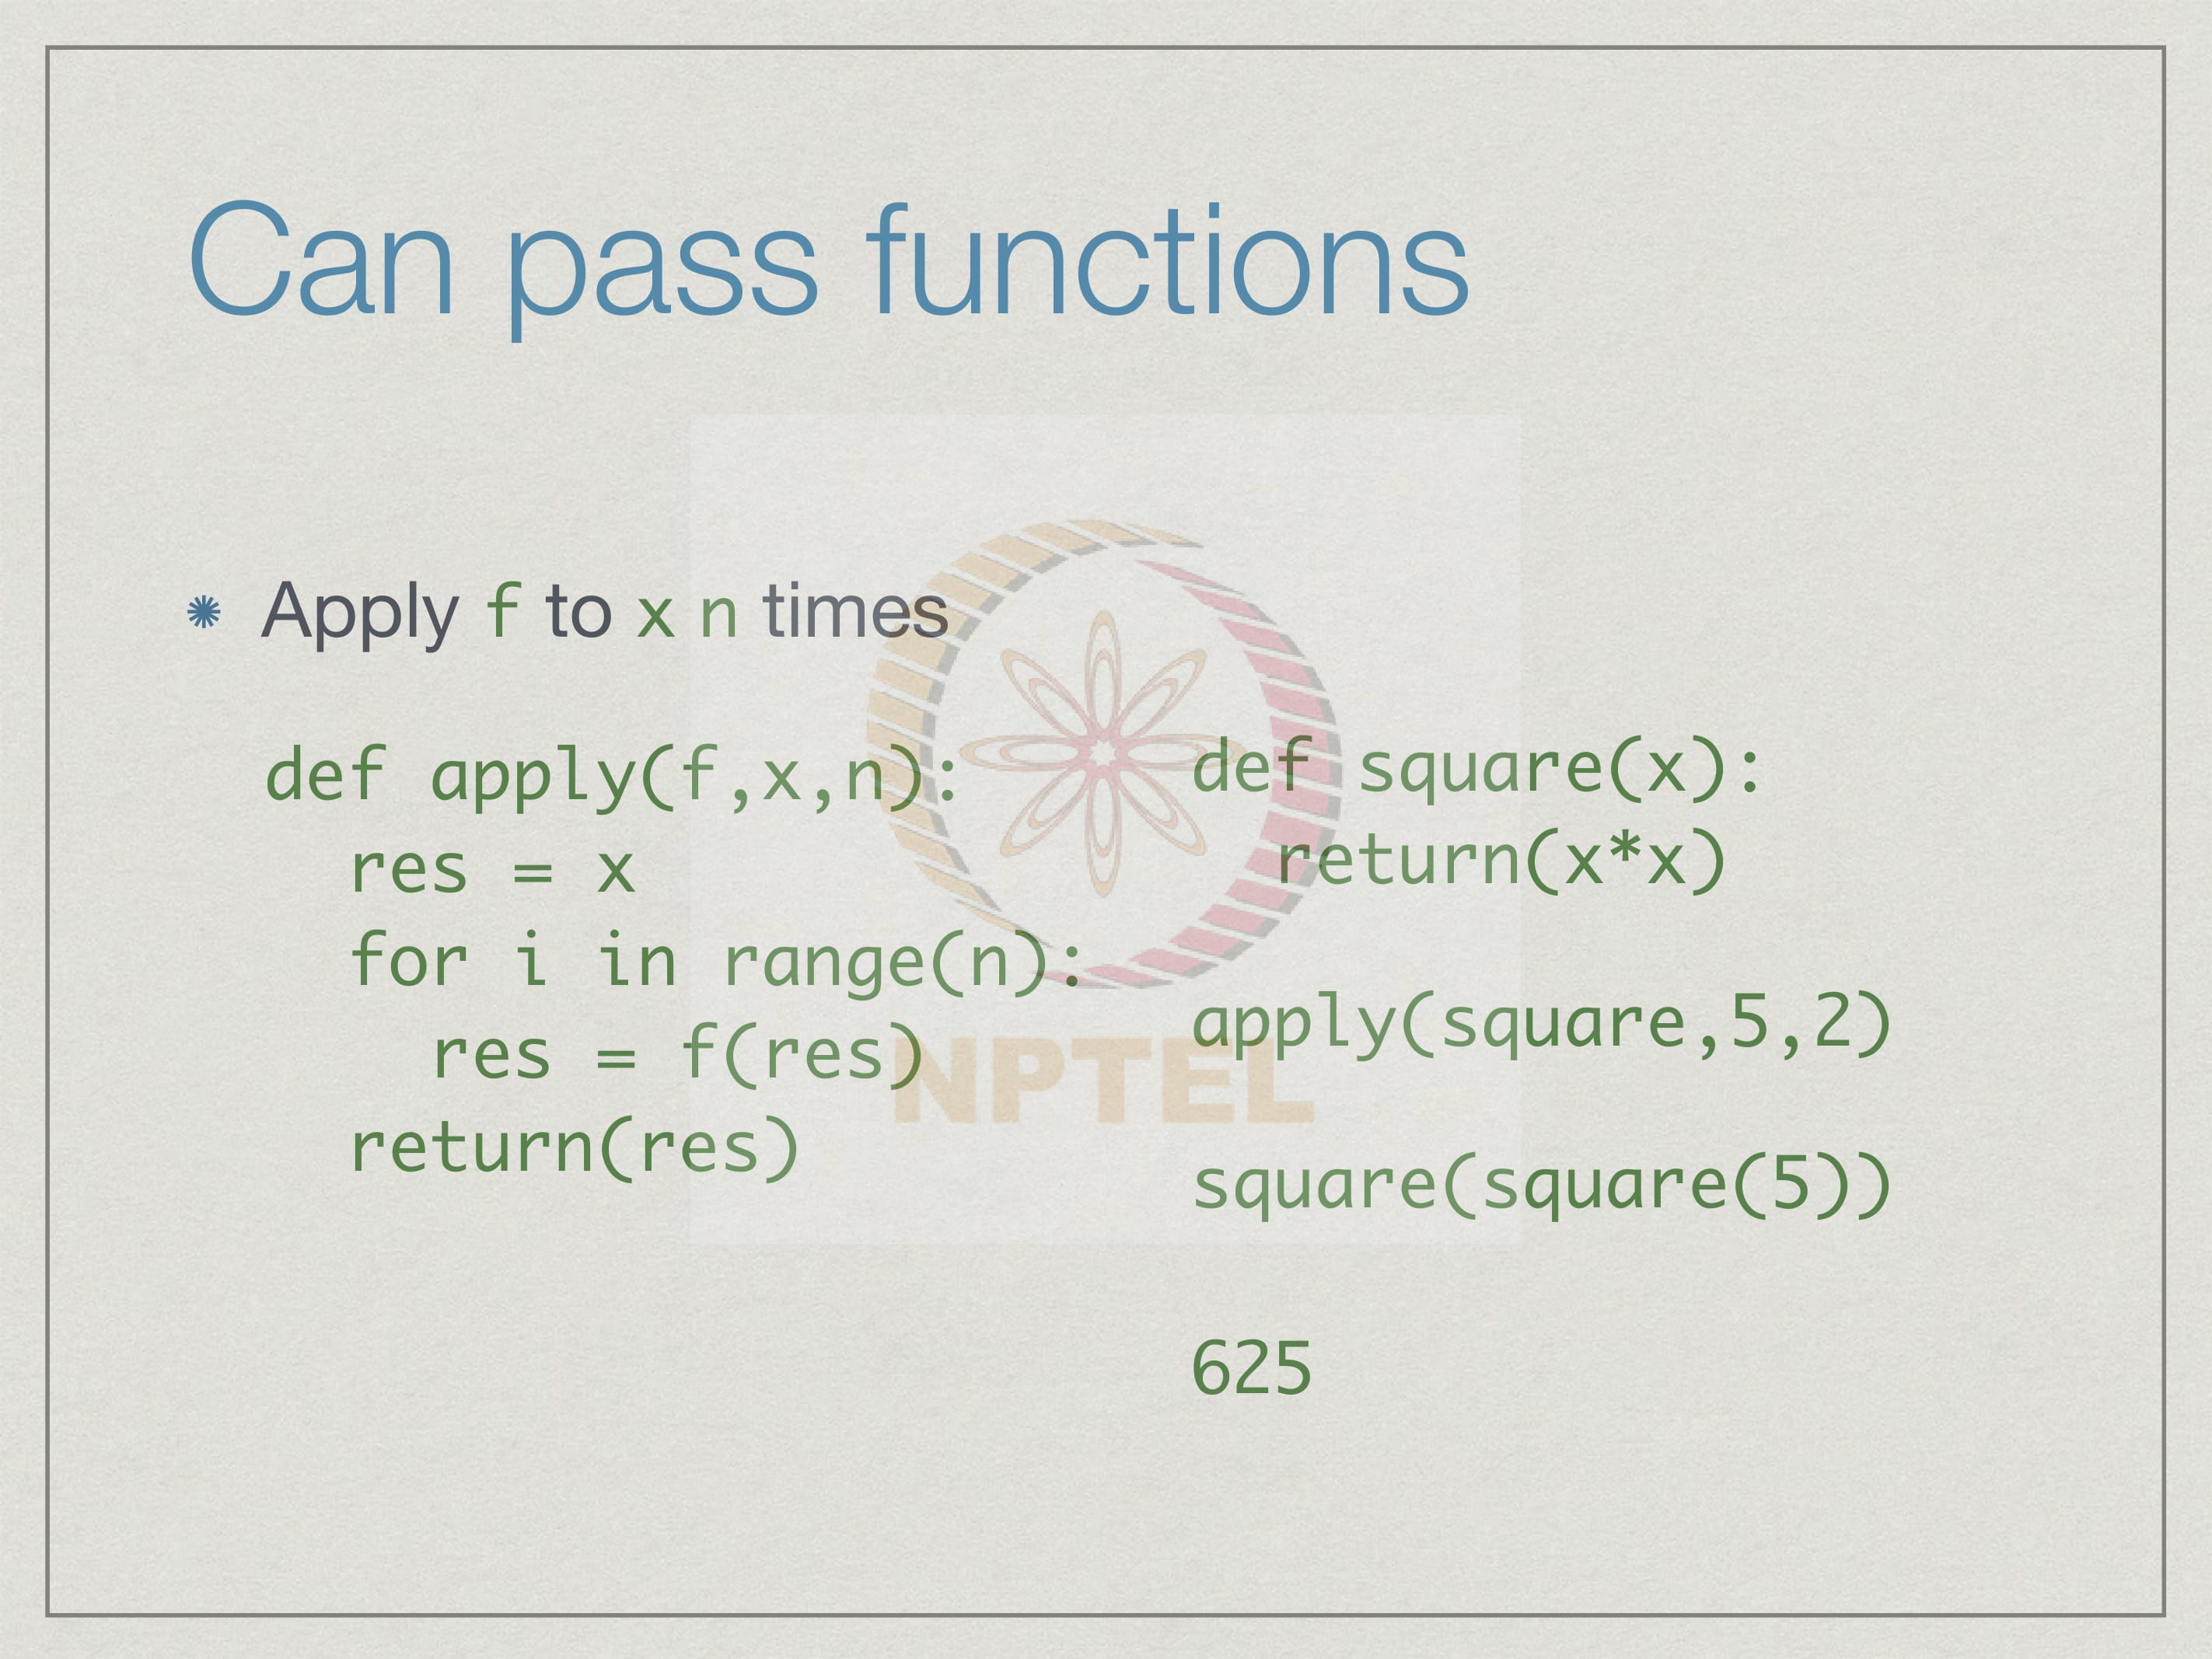 Can pass functions
Apply f to x n times
def apply(f,x,n):
  res = x
  for i in range(n):
    res = f(res)
  return(res)
def square(x):
  return(x*x)
apply(square,5,2)
square(square(5))
625
NPTEL